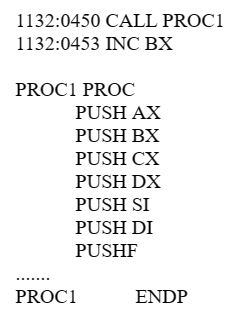 1132:0450 CALL PROC1
1132:0453 INC BX
PROC1 PROC
PUSH AX
PUSH BX
PUSH CX
PUSH DX
PUSH SI
PUSH DI
PUSHF
.......
PROC1 ENDP